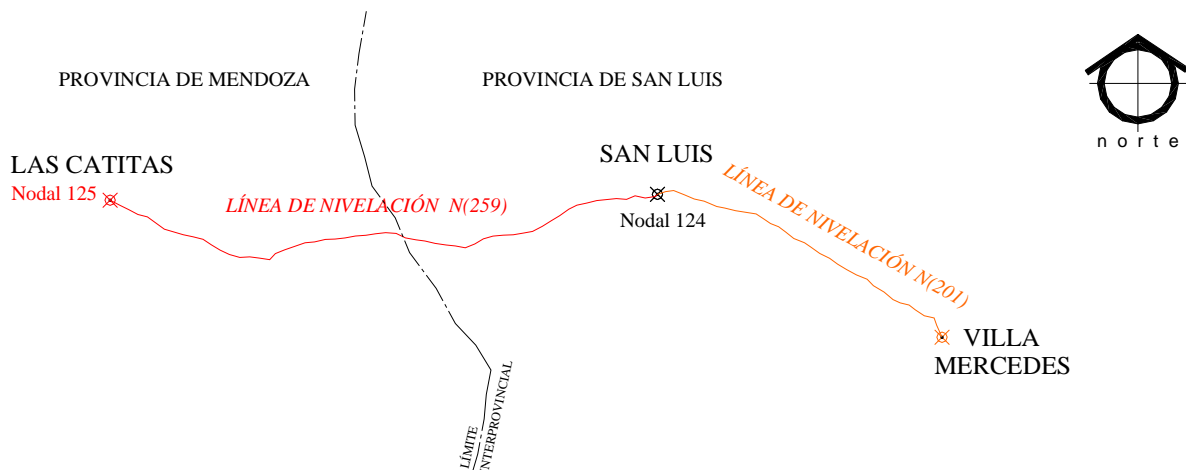 PROVINCIA DE MENDOZA
PROVINCIA DE SAN LUIS
norte
LAS CATITAS
Nodal 125
LÍNEA DE NIVELACIÓN N(259)
SAN LUIS
Nodal 124
LÍNEA DE NIVELACIÓN N(201)
VILLA
MERCEDES
LÍMITE
INTERPROVINCIAL